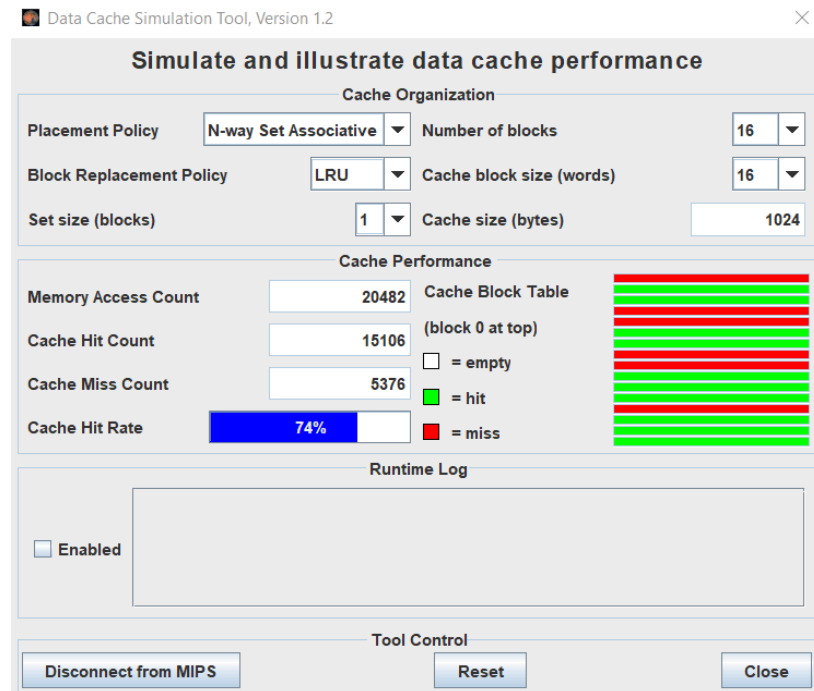 Data Cache Simulation Tool, Version 1.2
Simulate and illustrate data cache performance
Cache Organization
Placement Policy N-way Set Associative Number of blocks 16
Block Replacement Policy LRU Cache block size (words) 16
Set size (blocks) 1 Cache size (bytes) 1024
Cache Performance
Memory Access Count 20482 Cache Block Table
(block 0 at top)
Cache Hit Count 15106
= empty
Cache Miss Count 5376
= hit
Cache Hit Rate 74%
= miss
Runtime Log
Enabled
Tool Control
Disconnect from MIPS Reset Close